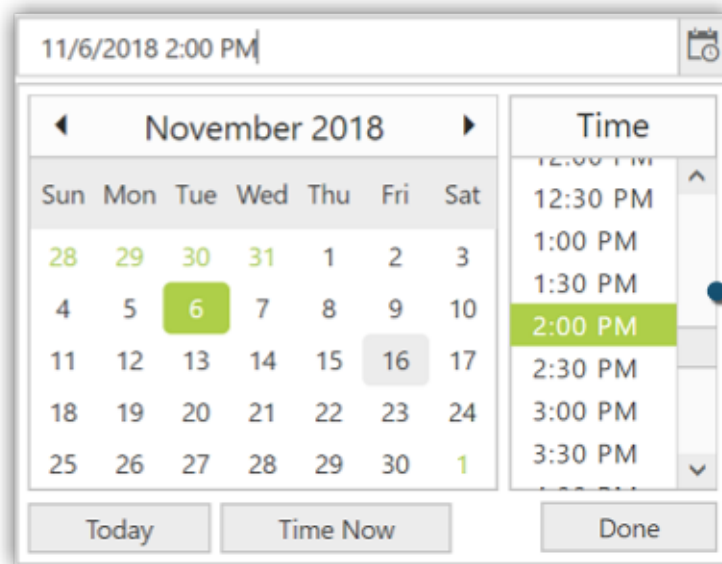 11/6/2018 2:00 PM
November 2018
Sun Mon Tue Wed Thu Fri Sat
28 29 30 31 1 2 3
4 5 6 7 8 9 10
11 12 13 14 15 16 17
18 19 20 21 22 23 24
25 26 27 28 29 30 1
Time
12:30 PM
1:00 PM
1:30 PM
2:00 PM
2:30 PM
3:00 PM
3:30 PM
Today
Time Now
Done